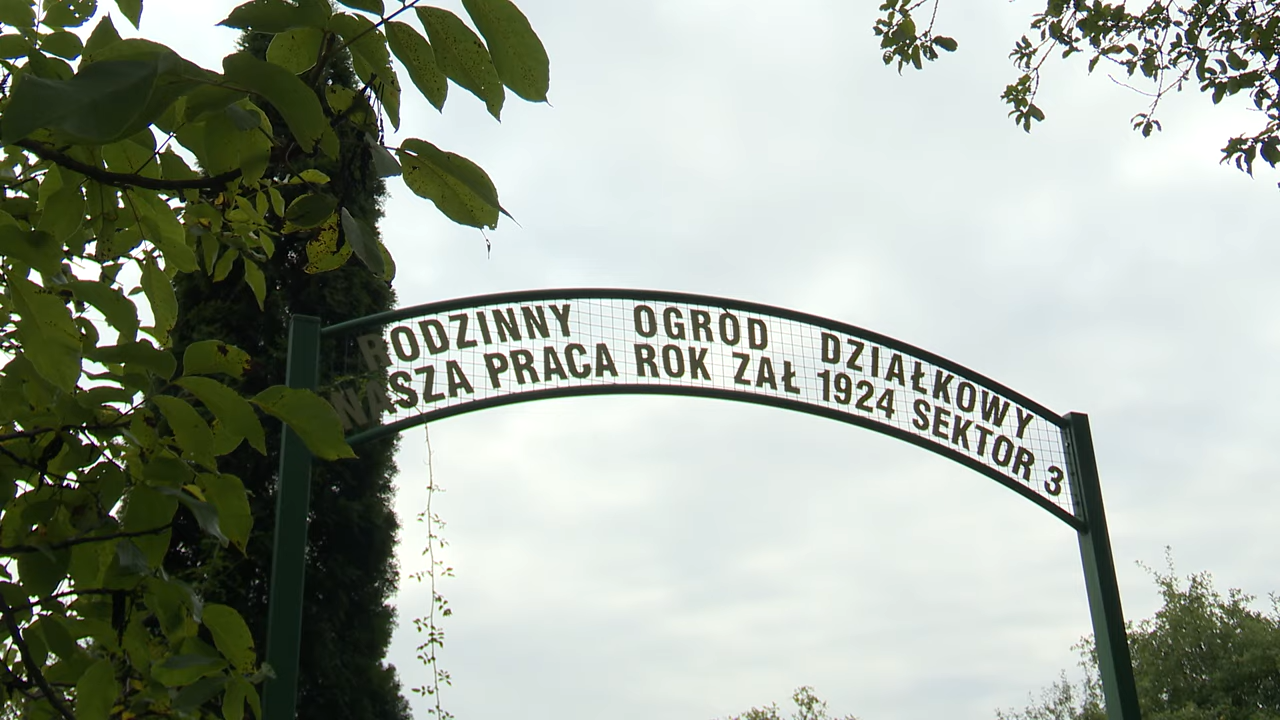 RODZINNY OGRÓD DZIAŁKOWY
NASZA PRACA ROK ZAŁ 1924 SEKTOR 3